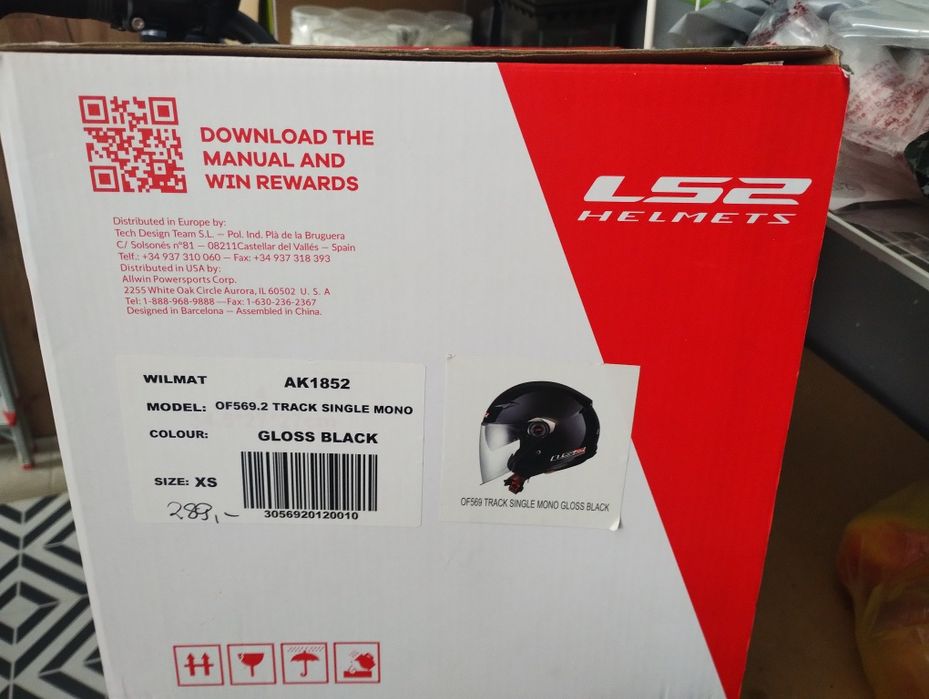 DOWNLOAD THE
MANUAL AND
WIN REWARDS
LS2
HELMETS
Distributed in Europe by:
Tech Design Team S.L. — Pol. Ind. Plà de la Bruguera
C/ Solsonés nº81 — 08211Castellar del Vallés — Spain
Telf.: +34 937 310 060 — Fax: +34 937 318 393
Distributed in USA by:
Allwin Powersports Corp.
2255 White Oak Circle Aurora, IL 60502 U. S. A
Tel: 1-888-968-9888 —Fax: 1-630-236-2367
Designed in Barcelona — Assembled in China.
WILMAT AK1852
MODEL: OF569.2 TRACK SINGLE MONO
COLOUR: GLOSS BLACK
SIZE: XS
289,-
3056920120010
OF569 TRACK SINGLE MONO GLOSS BLACK